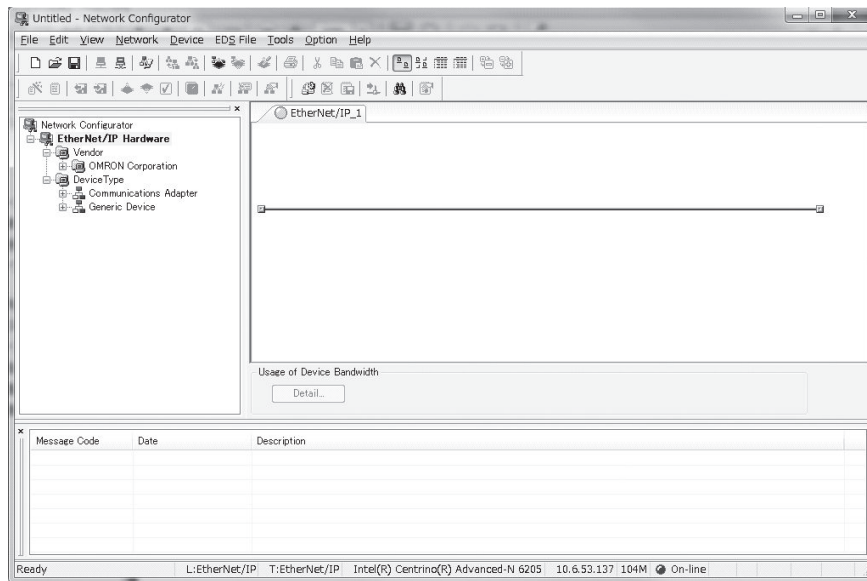 Untitled - Network Configurator
File Edit View Network Device EDS File Tools Option Help
Network Configurator
EtherNet/IP Hardware
Vendor
OMRON Corporation
DeviceType
Communications Adapter
Generic Device
EtherNet/IP_1
Usage of Device Bandwidth
Detail...
Message Code Date Description
Ready L:EtherNet/IP T:EtherNet/IP Intel(R) Centrino(R) Advanced-N 6205 10.6.53.137 104M On-line